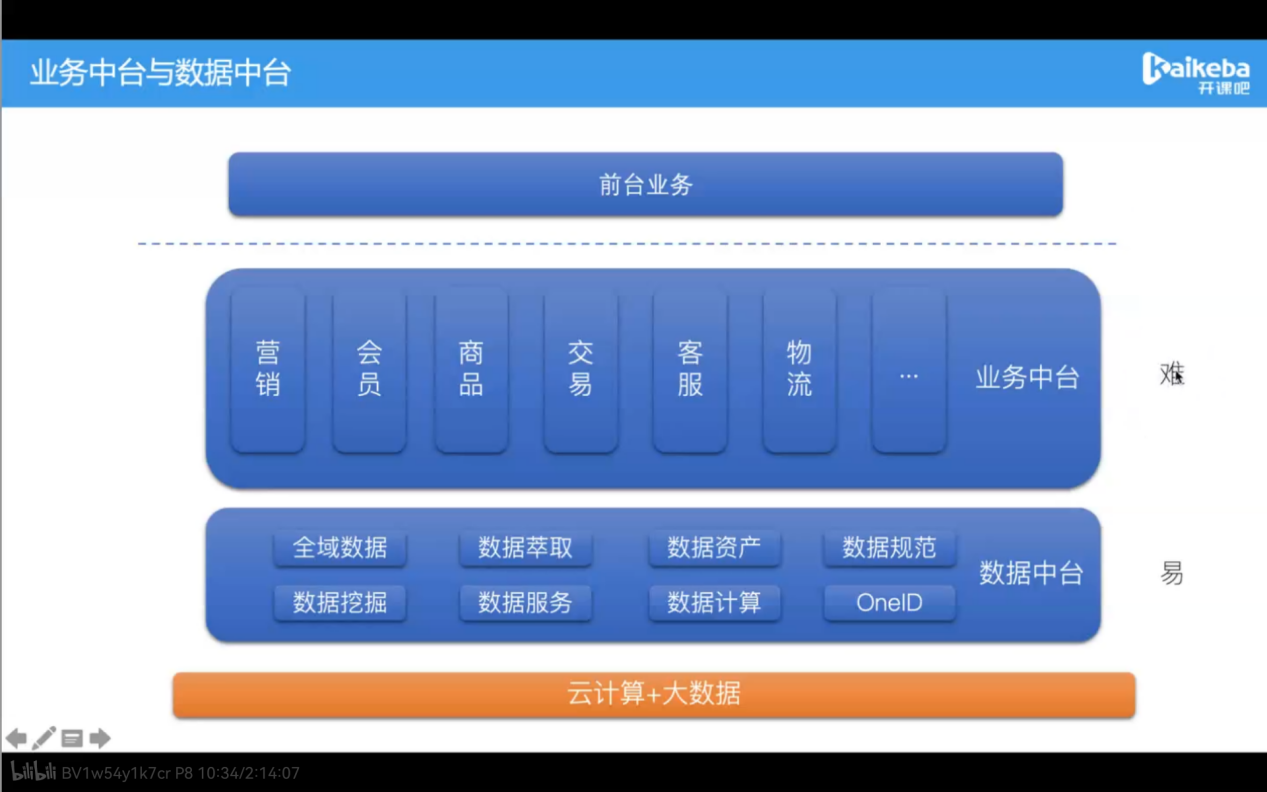 业务中台与数据中台
kaikeba
开课吧
前台业务
营销
会员
商品
交易
客服
物流
...
业务中台
难
全域数据 数据萃取 数据资产 数据规范
数据中台
易
数据挖掘 数据服务 数据计算 OneID
云计算+大数据
bilibili BV1w54y1k7cr P8 10:34/2:14:07